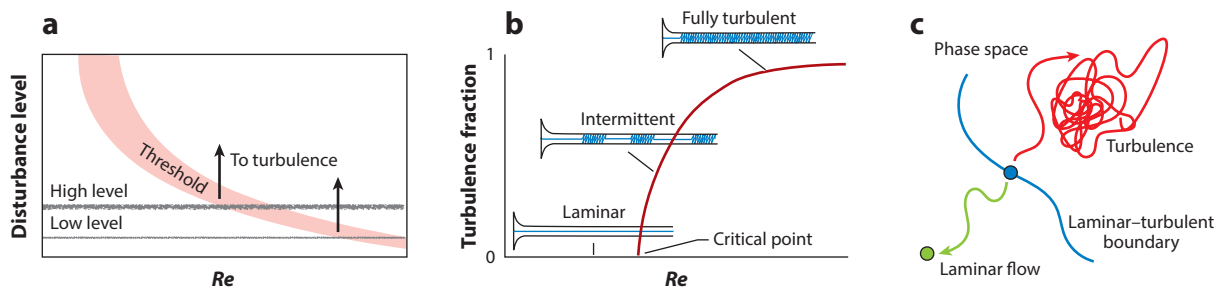 a
Disturbance level
Threshold
To turbulence
High level
Low level
Re
b
Turbulence fraction
1
0
Fully turbulent
Intermittent
Laminar
Critical point
Re
c
Phase space
Turbulence
Laminar–turbulent
boundary
Laminar flow